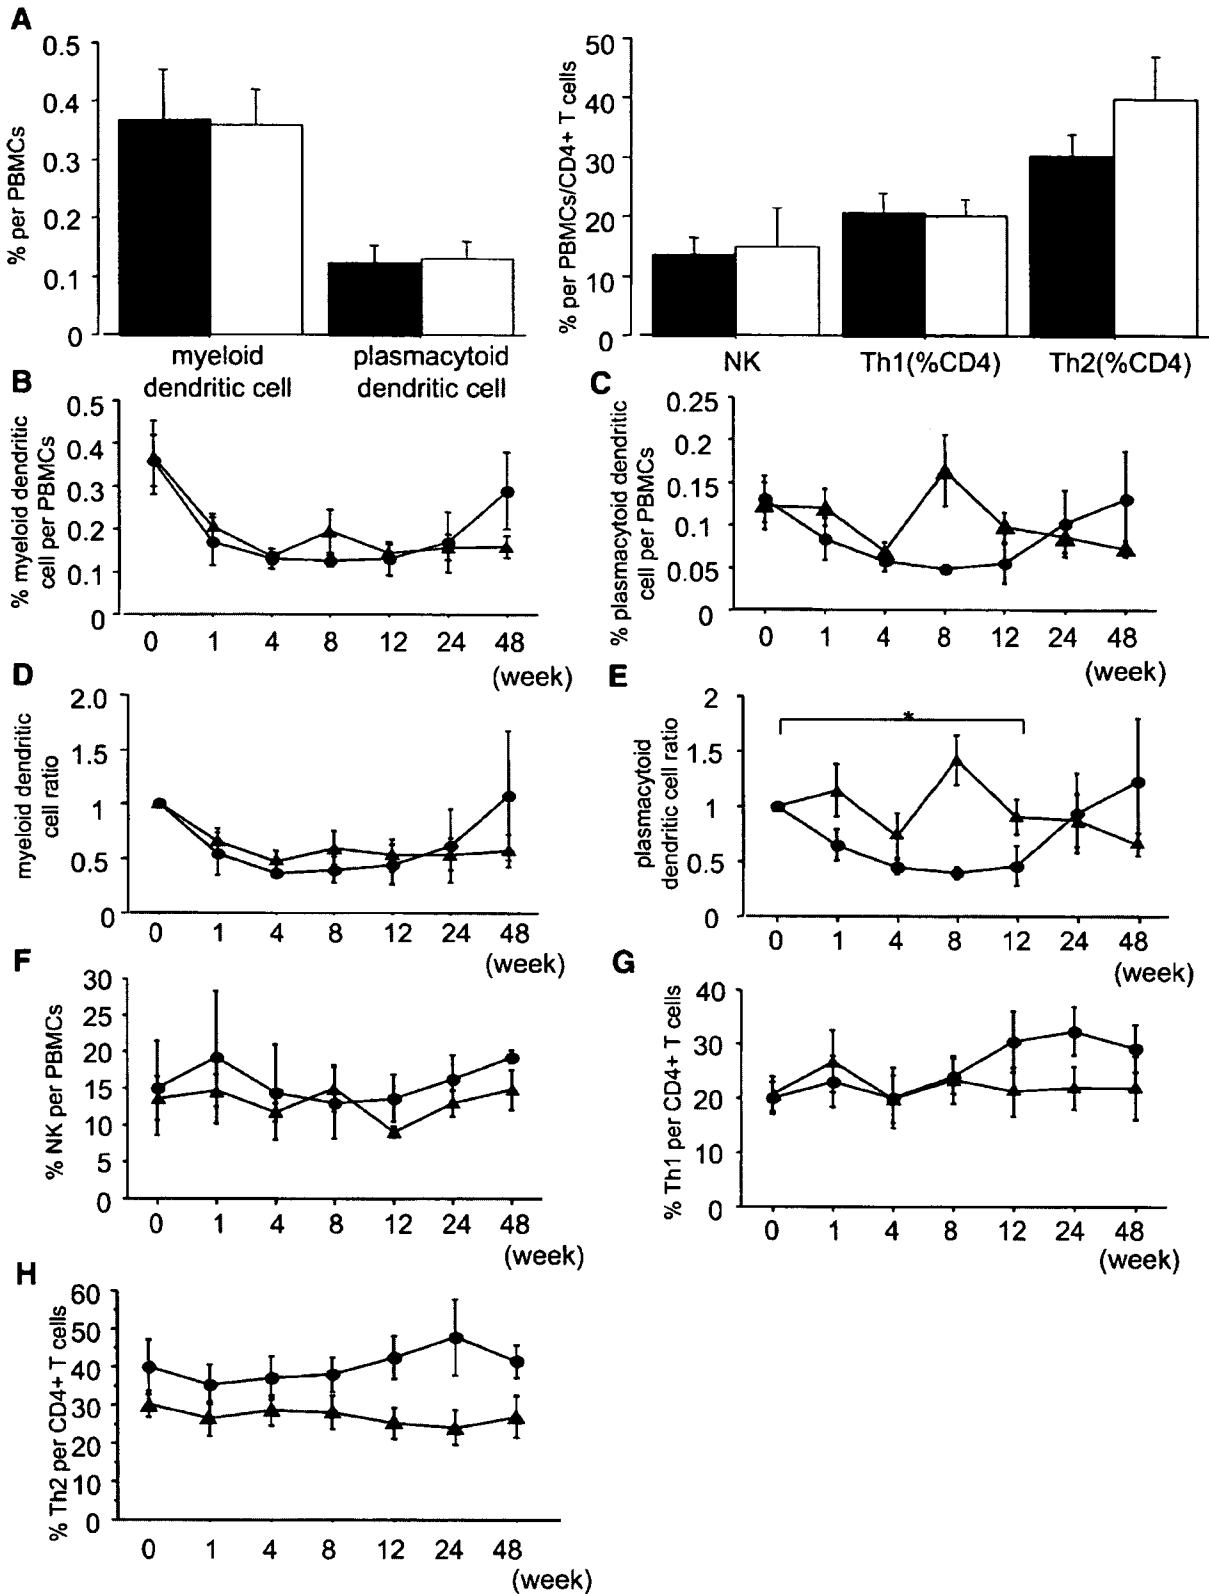 A
% per PBMCs
0.5
0.4
0.3
0.2
0.1
0
myeloid
dendritic cell
plasmacytoid
dendritic cell
% per PBMCs/CD4+ T cells
50
40
30
20
10
0
NK
Th1(%CD4)
Th2(%CD4)
B
% myeloid dendritic
cell per PBMCs
0.5
0.4
0.3
0.2
0.1
0
0 1 4 8 12 24 48
(week)
C
% plasmacytoid dendritic
cell per PBMCs
0.25
0.2
0.15
0.1
0.05
0
0 1 4 8 12 24 48
(week)
D
myeloid dendritic
cell ratio
2.0
1.5
1
0.5
0
0 1 4 8 12 24 48
(week)
E
plasmacytoid
dendritic cell ratio
2
1.5
1
0.5
0
*
0 1 4 8 12 24 48
(week)
F
% NK per PBMCs
30
25
20
15
10
5
0
0 1 4 8 12 24 48
(week)
G
% Th1 per CD4+ T cells
40
30
20
10
0
0 1 4 8 12 24 48
(week)
H
% Th2 per CD4+ T cells
60
50
40
30
20
10
0
0 1 4 8 12 24 48
(week)